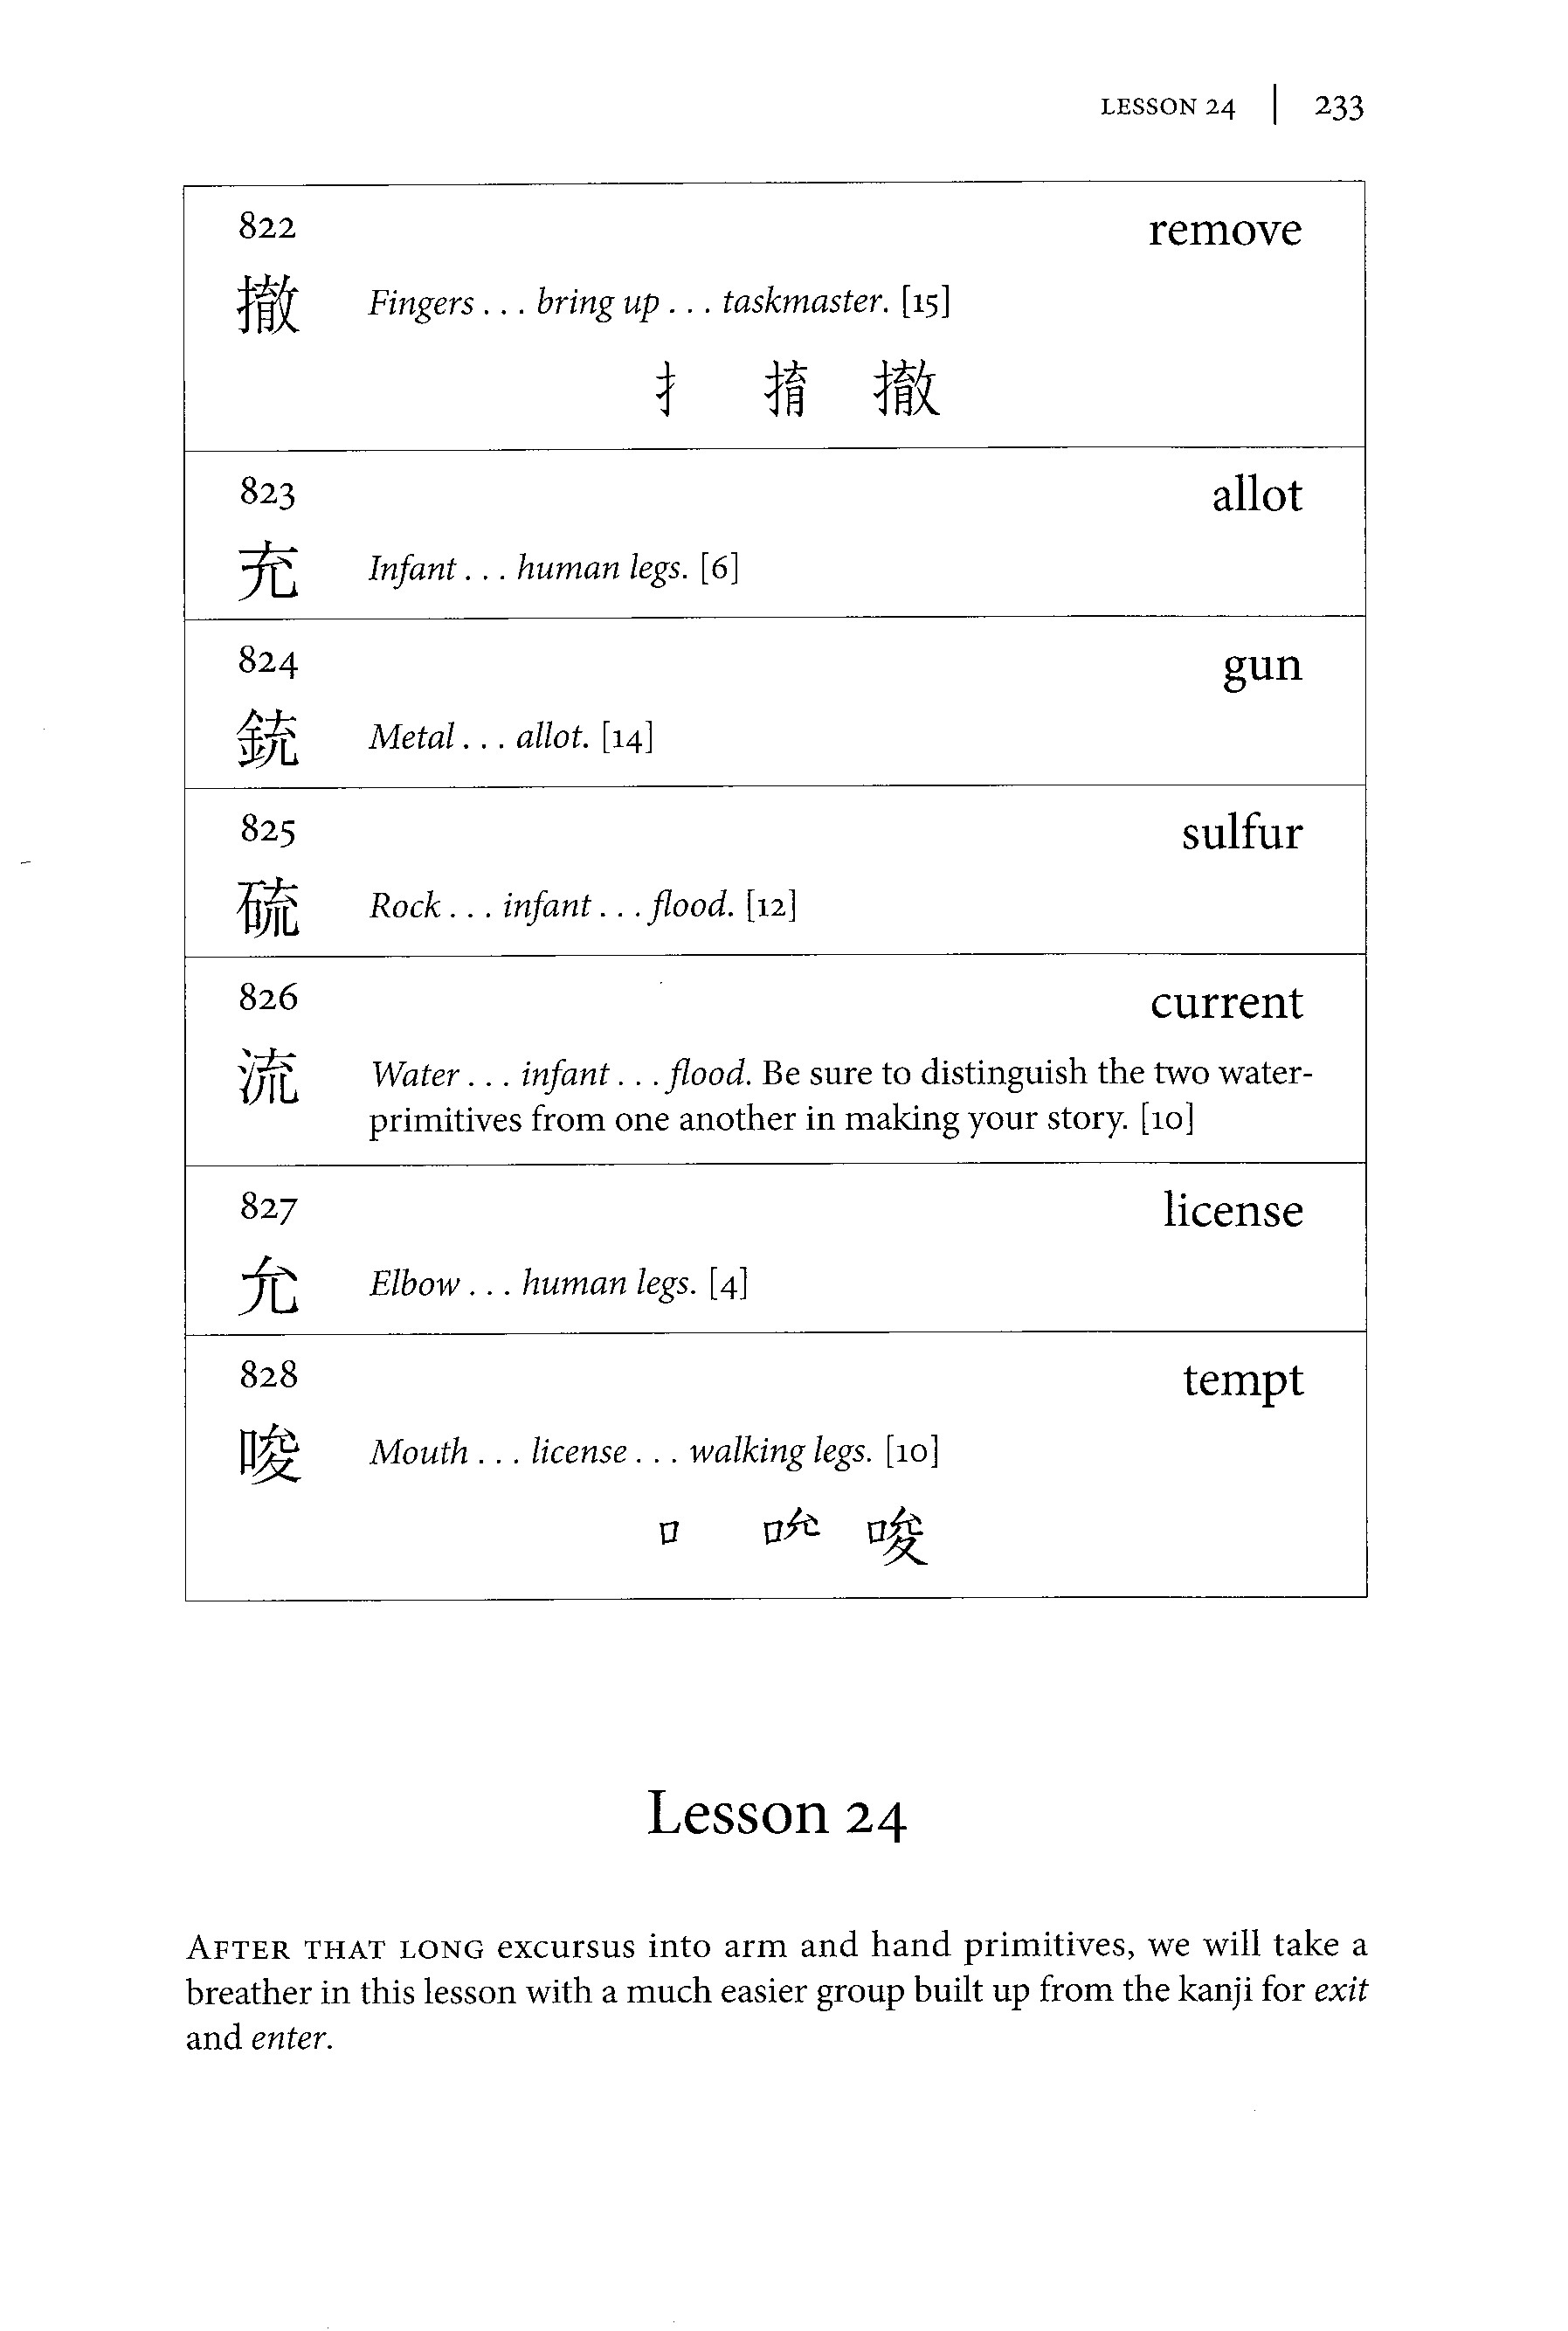 LESSON 24 | 233
822 remove
撤 Fingers . . . bring up . . . taskmaster. [15]
扌 𢯾 撤
823 allot
充 Infant . . . human legs. [6]
824 gun
銃 Metal . . . allot. [14]
825 sulfur
硫 Rock . . . infant . . . flood. [12]
826 current
流 Water . . . infant . . . flood. Be sure to distinguish the two water-
primitives from one another in making your story. [10]
827 license
允 Elbow . . . human legs. [4]
828 tempt
唆 Mouth . . . license . . . walking legs. [10]
口 吮 唆
Lesson 24
AFTER THAT LONG excursus into arm and hand primitives, we will take a
breather in this lesson with a much easier group built up from the kanji for exit
and enter.